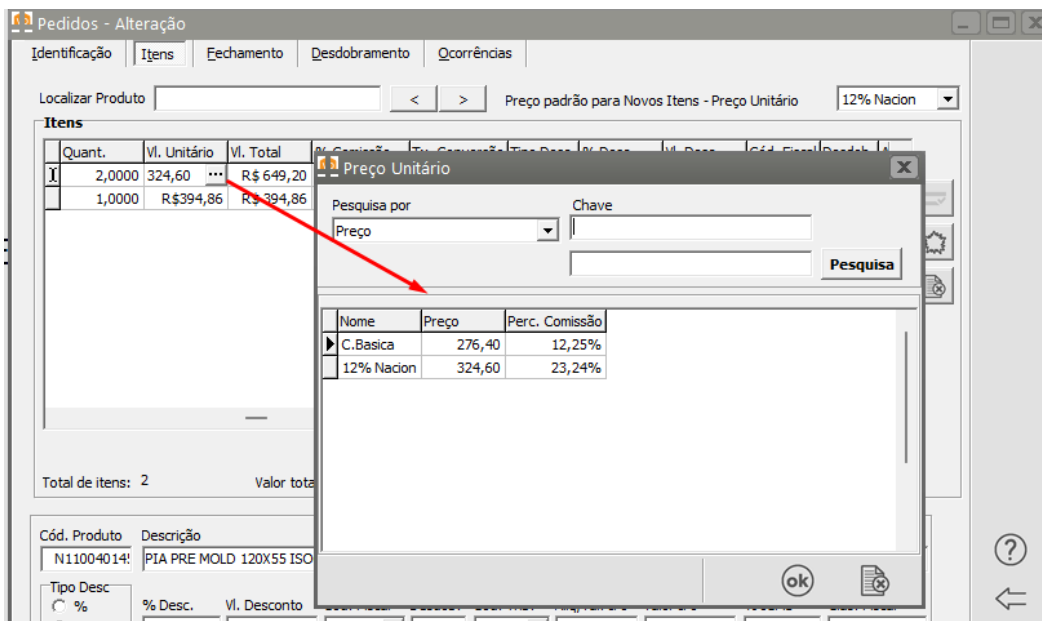 Pedidos - Alteração
Identificação Itens Fechamento Desdobramento Ocorrências
Localizar Produto < > Preço padrão para Novos Itens - Preço Unitário 12% Nacion
Itens
Quant. Vl. Unitário Vl. Total
2,0000 324,60 ... R$ 649,20
1,0000 R$394,86 R$ 394,86
Preço Unitário
Pesquisa por Chave
Preço
Pesquisa
Nome Preço Perc. Comissão
C.Basica 276,40 12,25%
12% Nacion 324,60 23,24%
ok
Total de itens: 2 Valor tota
Cód. Produto Descrição
N11004014 PIA PRE MOLD 120X55 ISO
Tipo Desc
% % Desc. Vl. Desconto